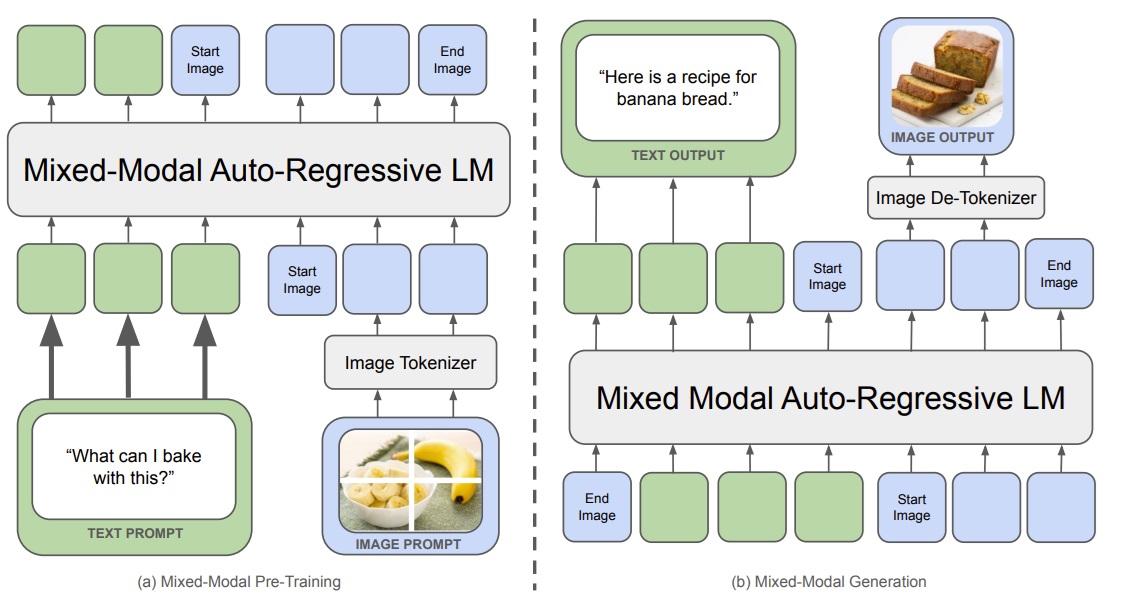 Start
Image
End
Image
Mixed-Modal Auto-Regressive LM
Start
Image
Image Tokenizer
“What can I bake
with this?”
TEXT PROMPT
IMAGE PROMPT
(a) Mixed-Modal Pre-Training
“Here is a recipe for
banana bread.”
TEXT OUTPUT
IMAGE OUTPUT
Image De-Tokenizer
Start
Image
End
Image
Mixed Modal Auto-Regressive LM
End
Image
Start
Image
(b) Mixed-Modal Generation